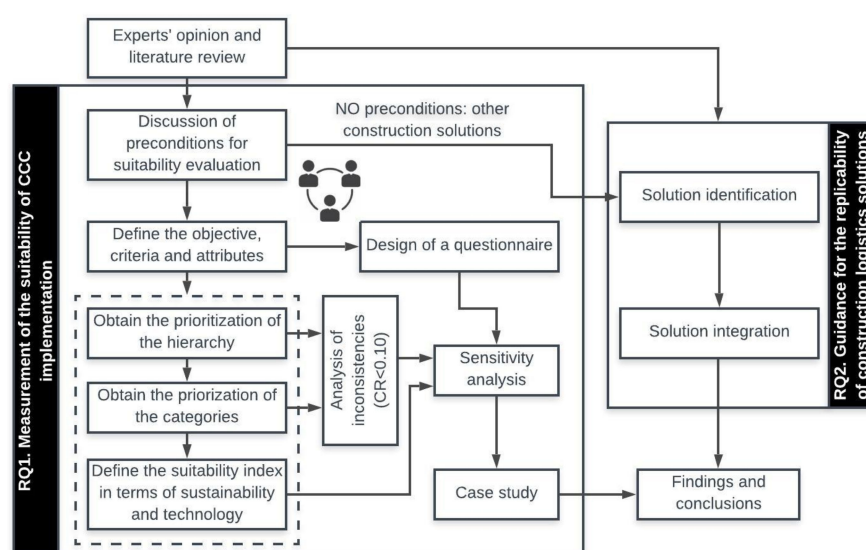 Experts' opinion and
literature review
Discussion of
preconditions for
suitability evaluation
NO preconditions: other
construction solutions
Define the objective,
criteria and attributes
Design of a questionnaire
Obtain the prioritization of
the hierarchy
Obtain the priorization of
the categories
Define the suitability index
in terms of sustainability
and technology
Analysis of
inconsistencies
(CR<0.10)
Sensitivity
analysis
Case study
Solution identification
Solution integration
Findings and
conclusions
RQ1. Measurement of the suitability of CCC
implementation
RQ2. Guidance for the replicability
of construction logistics solutions